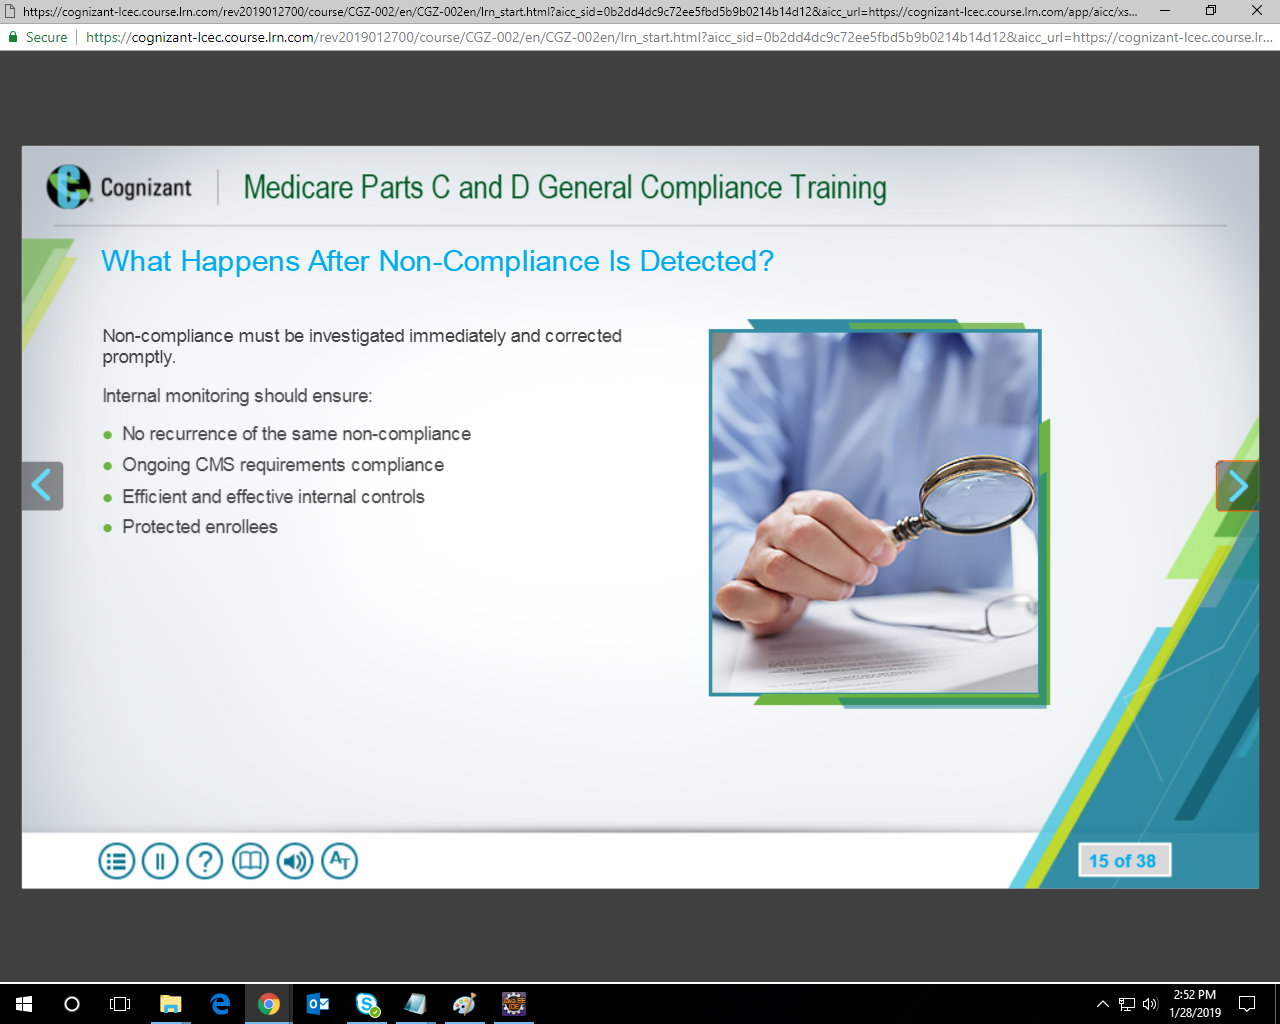 https://cognizant-lcec.course.lrn.com/rev2019012700/course/CGZ-002/en/CGZ-002en/lrn_start.html?aicc_sid=0b2dd4dc9c72ee5fbd5b9b0214b14d12&aicc_url=https://cognizant-lcec.course.lrn.com/app/aicc/xs...
Secure
https://cognizant-lcec.course.lrn.com/rev2019012700/course/CGZ-002/en/CGZ-002en/lrn_start.html?aicc_sid=0b2dd4dc9c72ee5fbd5b9b0214b14d12&aicc_url=https://cognizant-lcec.course.lr...
Cognizant
Medicare Parts C and D General Compliance Training
What Happens After Non-Compliance Is Detected?
Non-compliance must be investigated immediately and corrected
promptly.
Internal monitoring should ensure:
No recurrence of the same non-compliance
Ongoing CMS requirements compliance
Efficient and effective internal controls
Protected enrollees
15 of 38
2:52 PM
1/28/2019